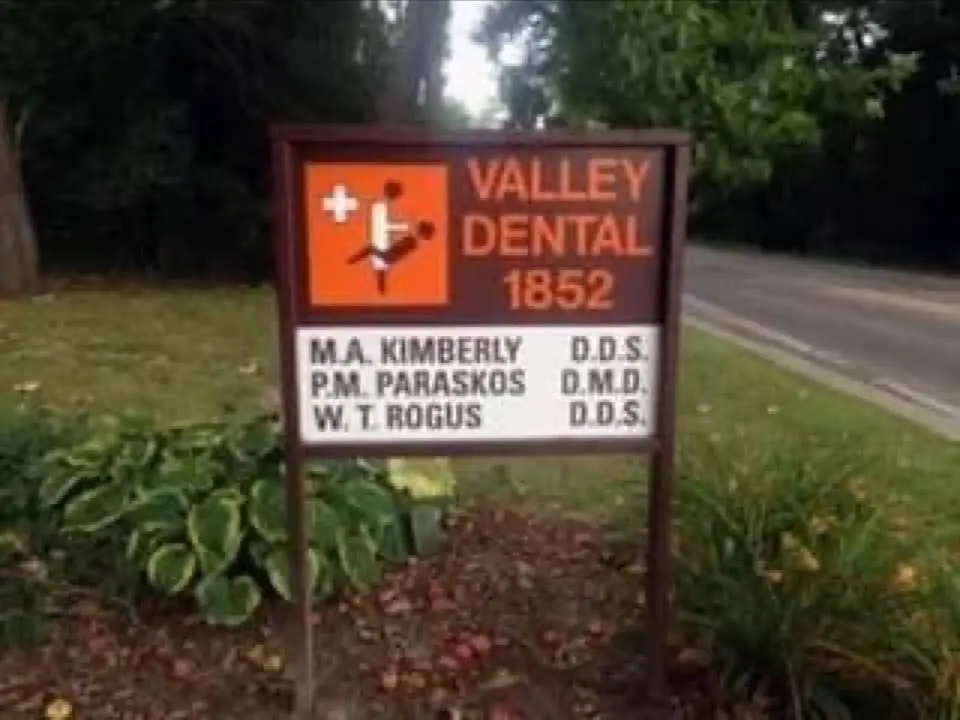 VALLEY
DENTAL
1852
M.A. KIMBERLY D.D.S.
P.M. PARASKOS D.M.D.
W. T. ROGUS D.D.S.